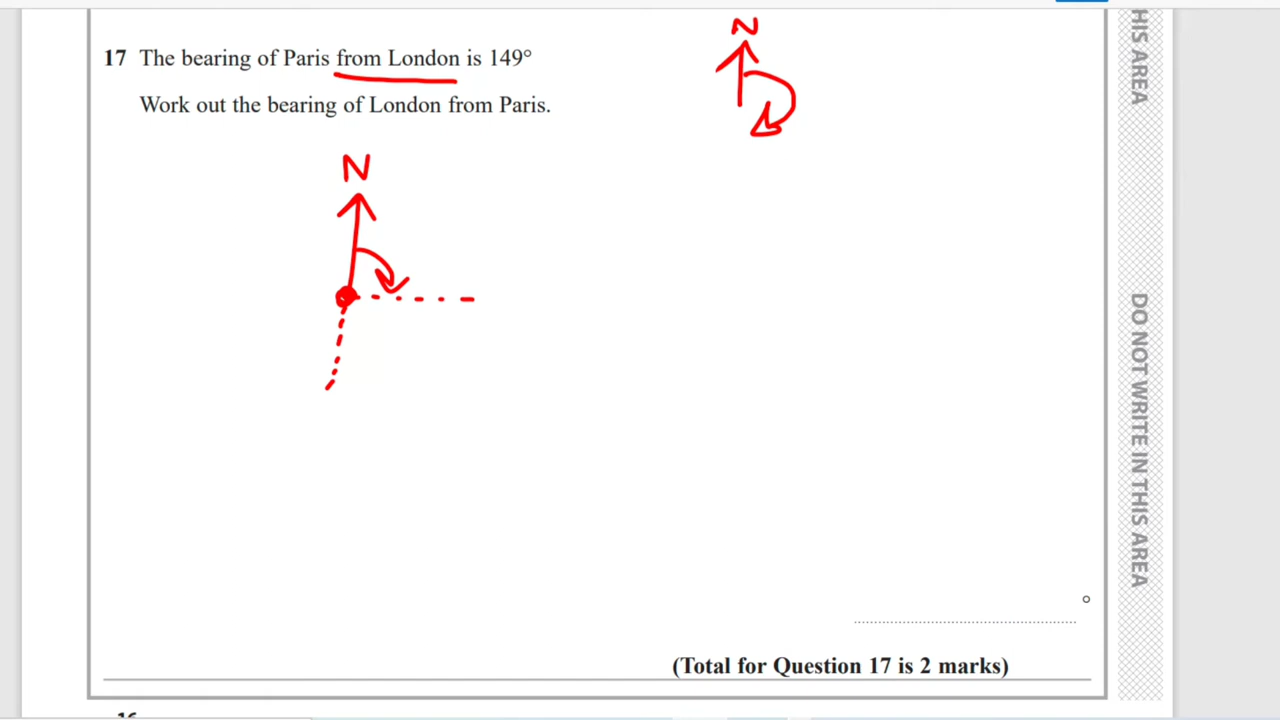 17 The bearing of Paris from London is 149°
Work out the bearing of London from Paris.
N
N
°
(Total for Question 17 is 2 marks)
HIS AREA
DO NOT WRITE IN THIS AREA